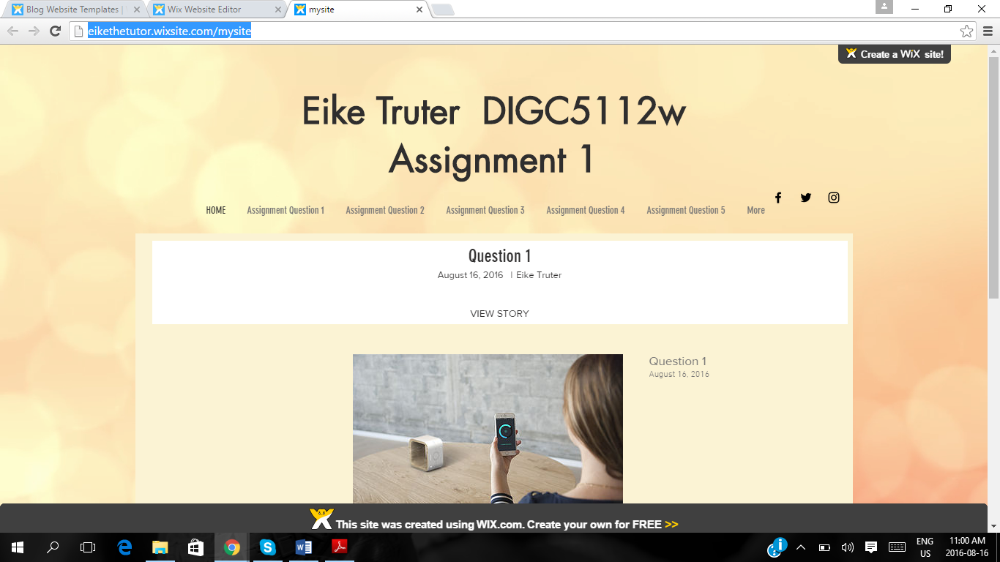 Blog Website Templates |
Wix Website Editor
mysite
eikethetutor.wixsite.com/mysite
Create a WiX site!
Eike Truter DIGC5112w
Assignment 1
HOME Assignment Question 1 Assignment Question 2 Assignment Question 3 Assignment Question 4 Assignment Question 5 More
Question 1
August 16, 2016 | Eike Truter
VIEW STORY
Question 1
August 16, 2016
This site was created using WIX.com. Create your own for FREE >>
ENG
US
11:00 AM
2016-08-16